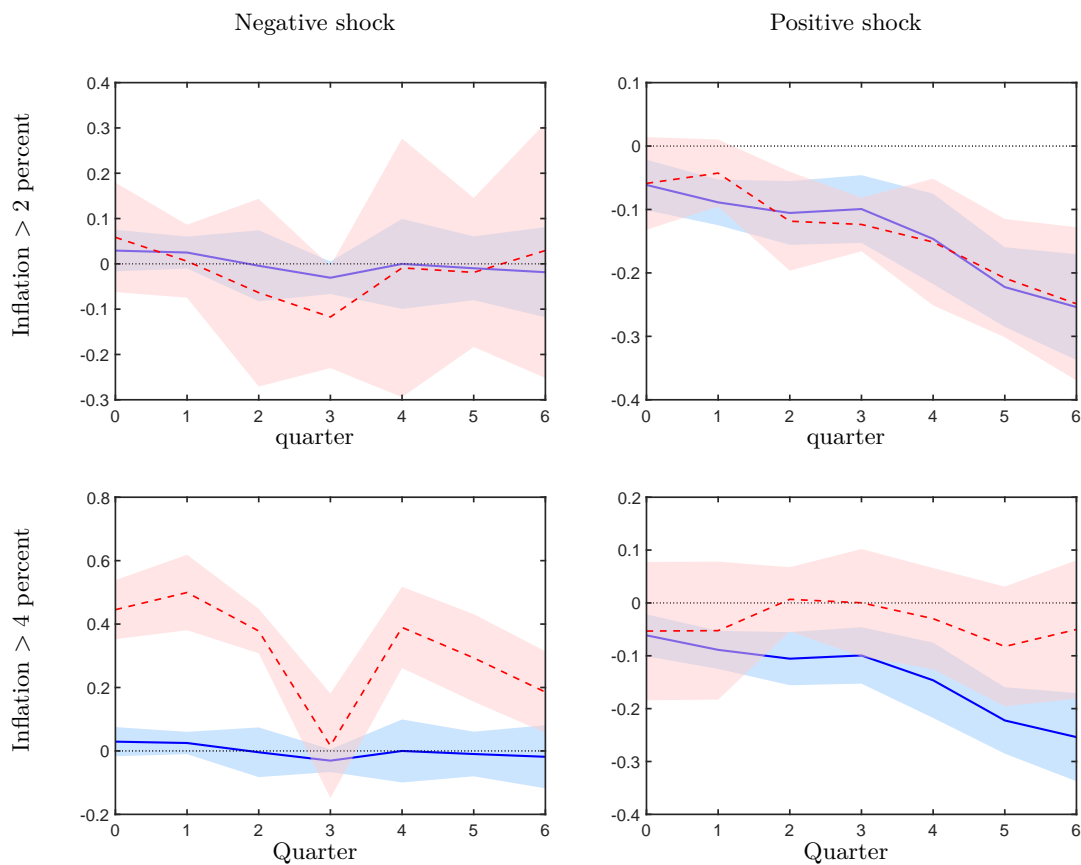 Negative shock
Positive shock
Inflation > 2 percent
0.4
0.3
0.2
0.1
0
-0.1
-0.2
-0.3
0 1 2 3 4 5 6
quarter
0.1
0
-0.1
-0.2
-0.3
-0.4
0 1 2 3 4 5 6
quarter
Inflation > 4 percent
0.8
0.6
0.4
0.2
0
-0.2
0 1 2 3 4 5 6
Quarter
0.2
0.1
0
-0.1
-0.2
-0.3
-0.4
0 1 2 3 4 5 6
Quarter